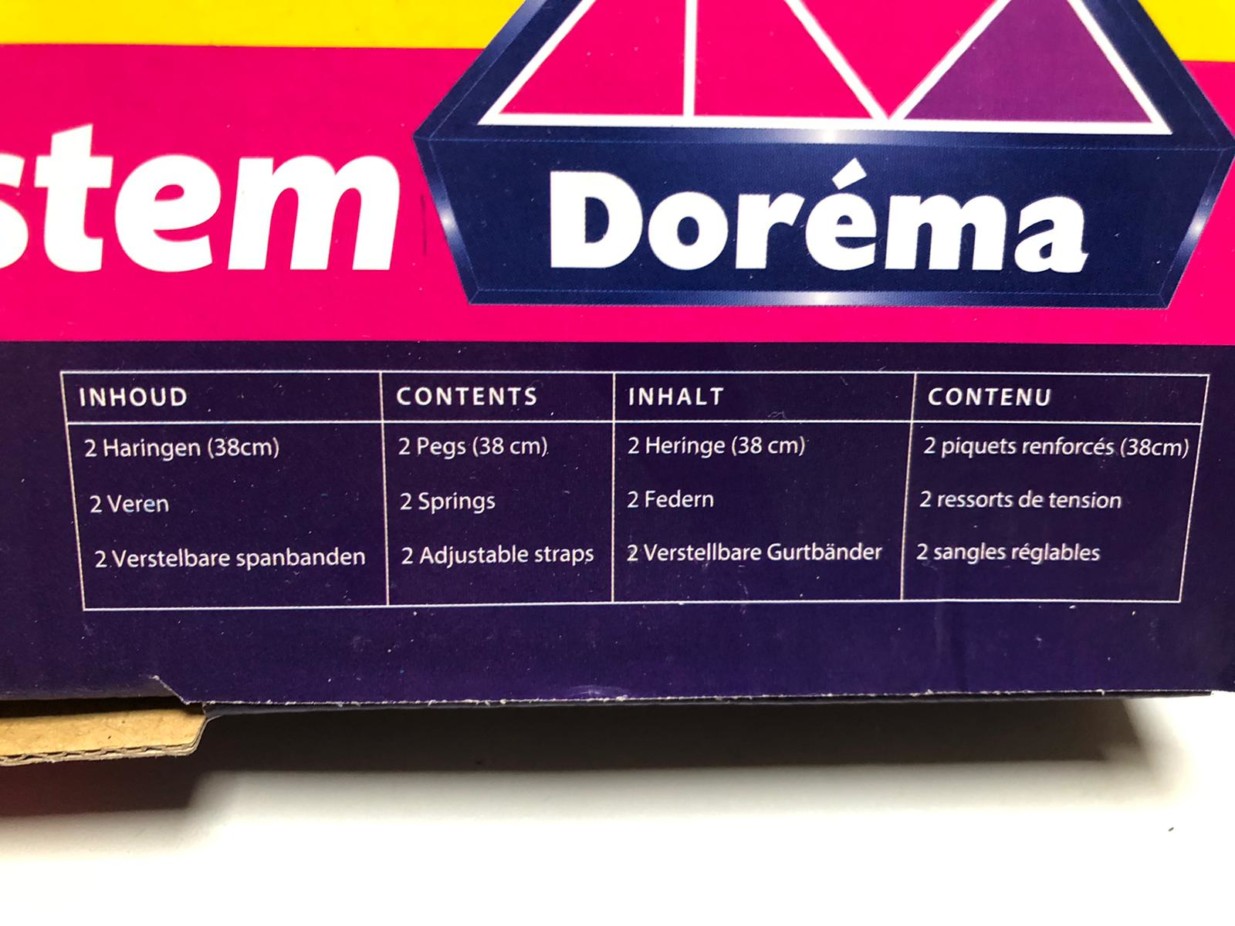 Doréma
INHOUD CONTENTS INHALT CONTENU
2 Haringen (38cm) 2 Pegs (38 cm) 2 Heringe (38 cm) 2 piquets renforcés (38cm)
2 Veren 2 Springs 2 Federn 2 ressorts de tension
2 Verstelbare spanbanden 2 Adjustable straps 2 Verstellbare Gurtbänder 2 sangles réglables